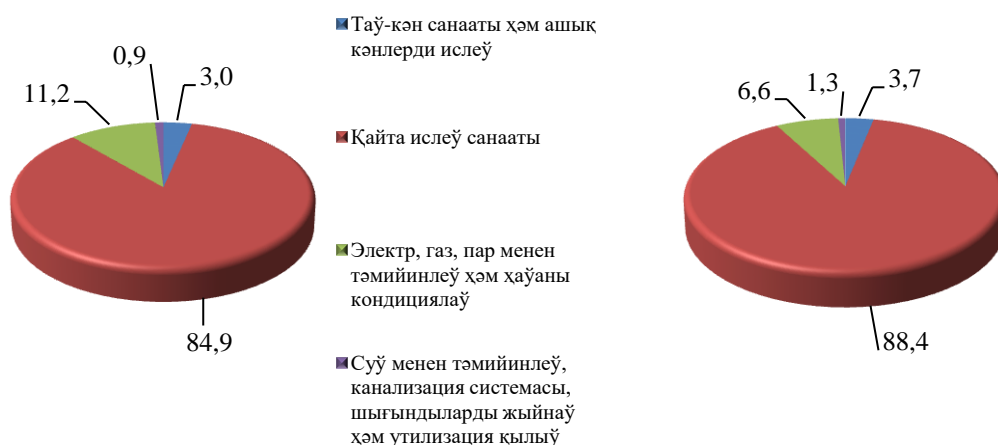 0,9
3,0
11,2
84,9
Таў-кән санааты ҳәм ашық
кәнлерди ислеў
Қайта ислеў санааты
Электр, газ, пар менен
тәмийинлеў ҳәм ҳаўаны
кондициялаў
Суў менен тәмийинлеў,
канализация системасы,
шығындыларды жыйнаў
ҳәм утилизация қылыў
6,6
1,3
3,7
88,4